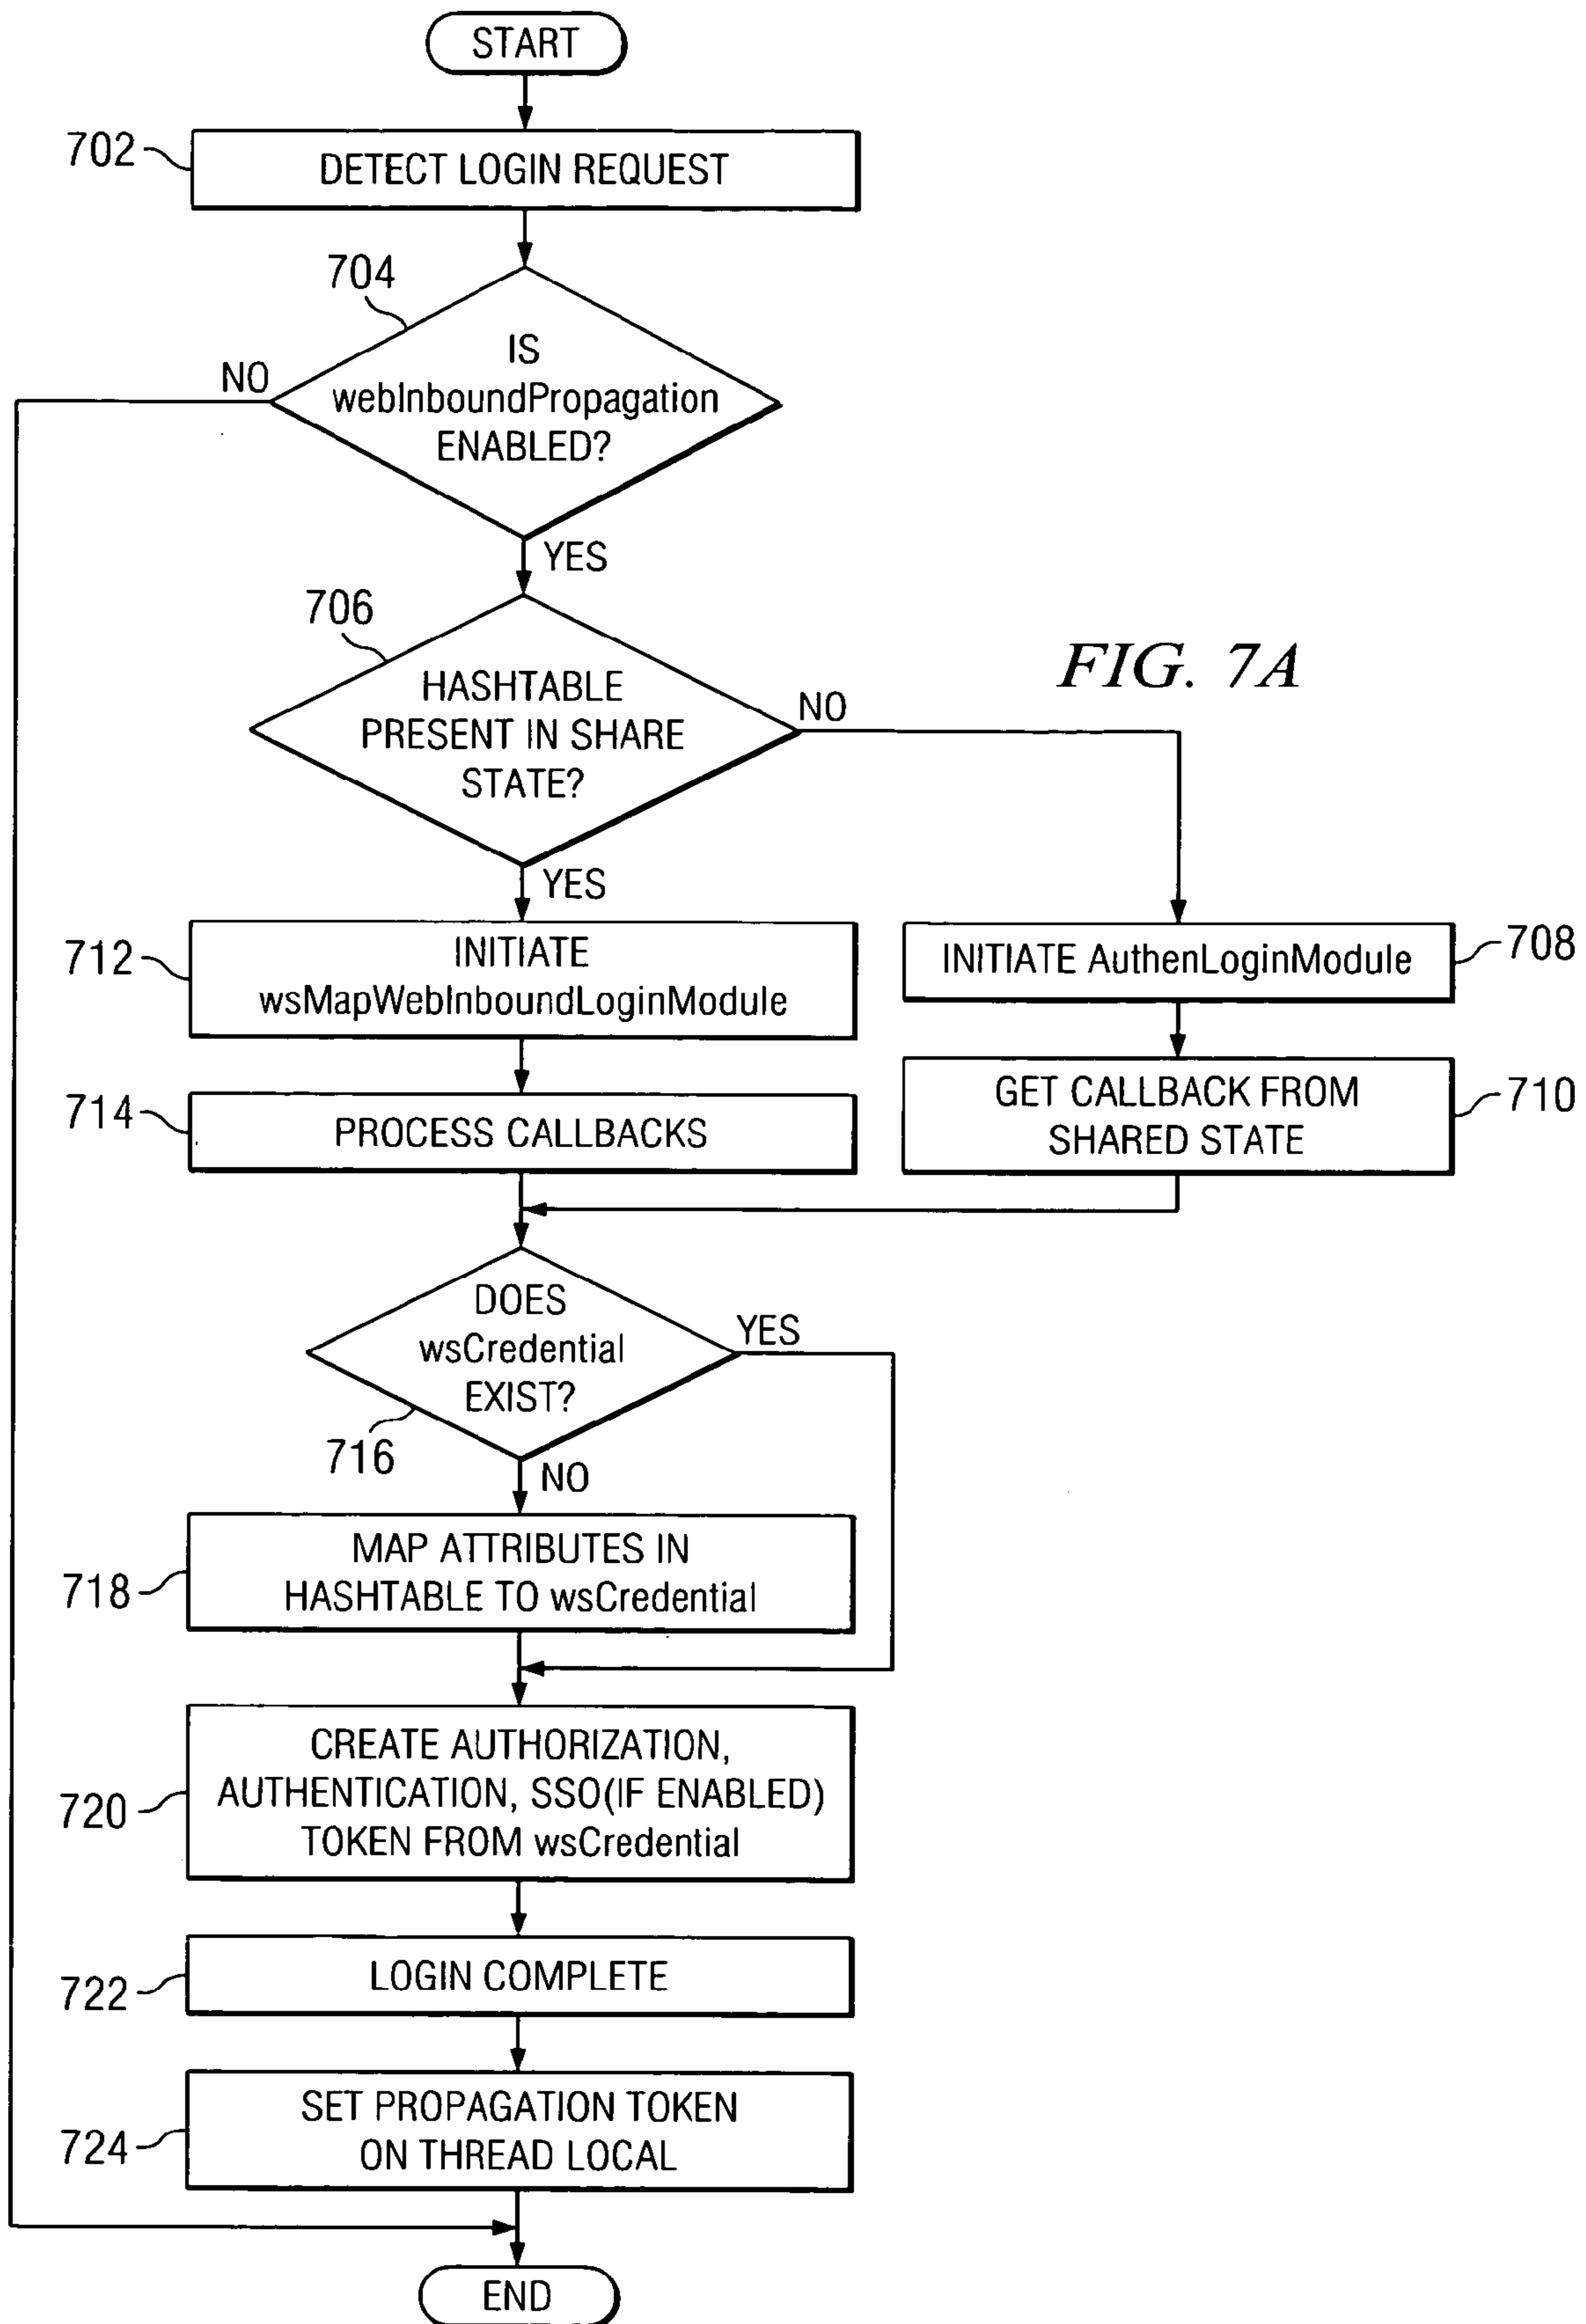 START
702
DETECT LOGIN REQUEST
704
IS
webInboundPropagation
ENABLED?
NO
YES
706
HASHTABLE
PRESENT IN SHARE
STATE?
NO
FIG. 7A
YES
712
INITIATE
wsMapWebInboundLoginModule
INITIATE AuthenLoginModule
708
714
PROCESS CALLBACKS
GET CALLBACK FROM
SHARED STATE
710
DOES
wsCredential
EXIST?
YES
716
NO
718
MAP ATTRIBUTES IN
HASHTABLE TO wsCredential
720
CREATE AUTHORIZATION,
AUTHENTICATION, SSO(IF ENABLED)
TOKEN FROM wsCredential
722
LOGIN COMPLETE
724
SET PROPAGATION TOKEN
ON THREAD LOCAL
END